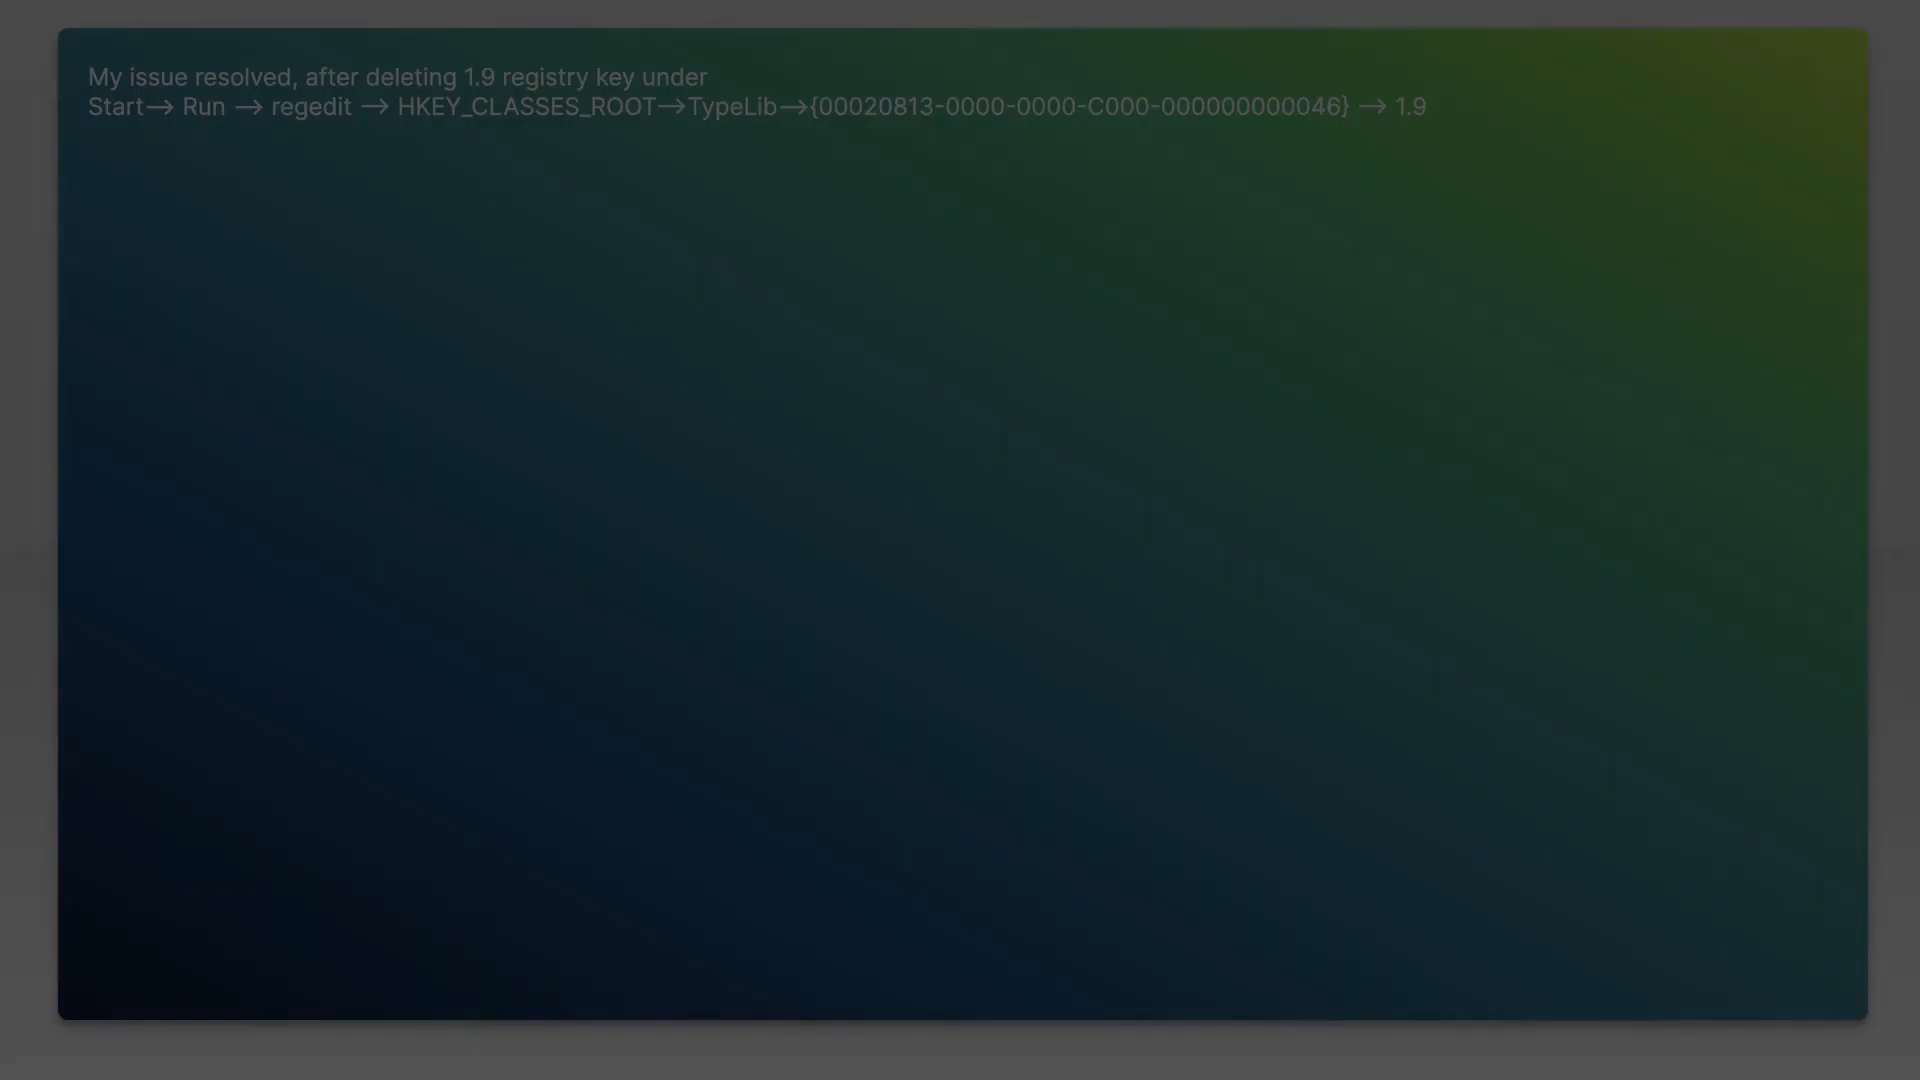 My issue resolved, after deleting 1.9 registry key under
Start--> Run --> regedit --> HKEY_CLASSES_ROOT-->TypeLib-->{00020813-0000-0000-C000-000000000046} --> 1.9